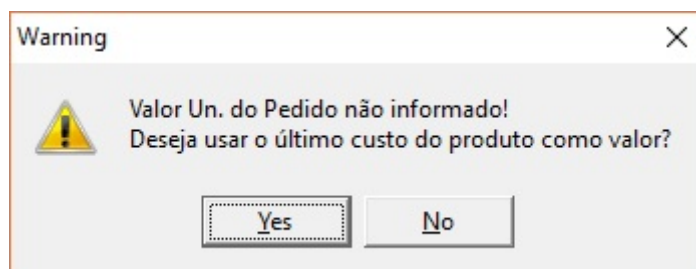 Warning
Valor Un. do Pedido não informado!
Deseja usar o último custo do produto como valor?
Yes
No